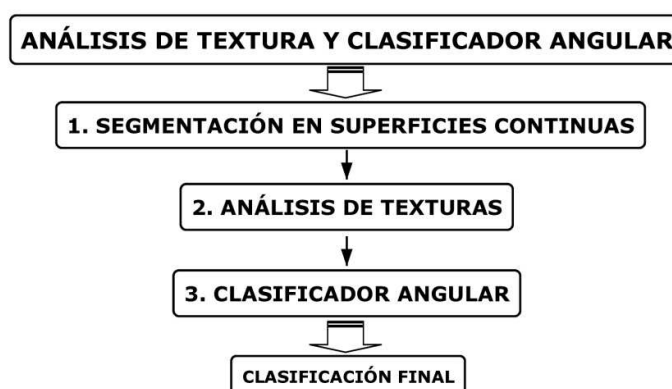 ANÁLISIS DE TEXTURA Y CLASIFICADOR ANGULAR
1. SEGMENTACIÓN EN SUPERFICIES CONTINUAS
2. ANÁLISIS DE TEXTURAS
3. CLASIFICADOR ANGULAR
CLASIFICACIÓN FINAL